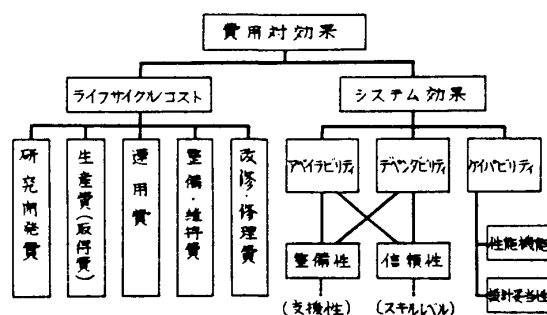 費用対効果
ライフサイクルコスト
システム効果
研究開発費
生産費(取得費)
運用費
整備・維持費
改修・修理費
アベイラビリティ
デペンダビリティ
ケイパビリティ
整備性
信頼性
性能機能
設計妥当性
(支援性)
(スキルレベル)